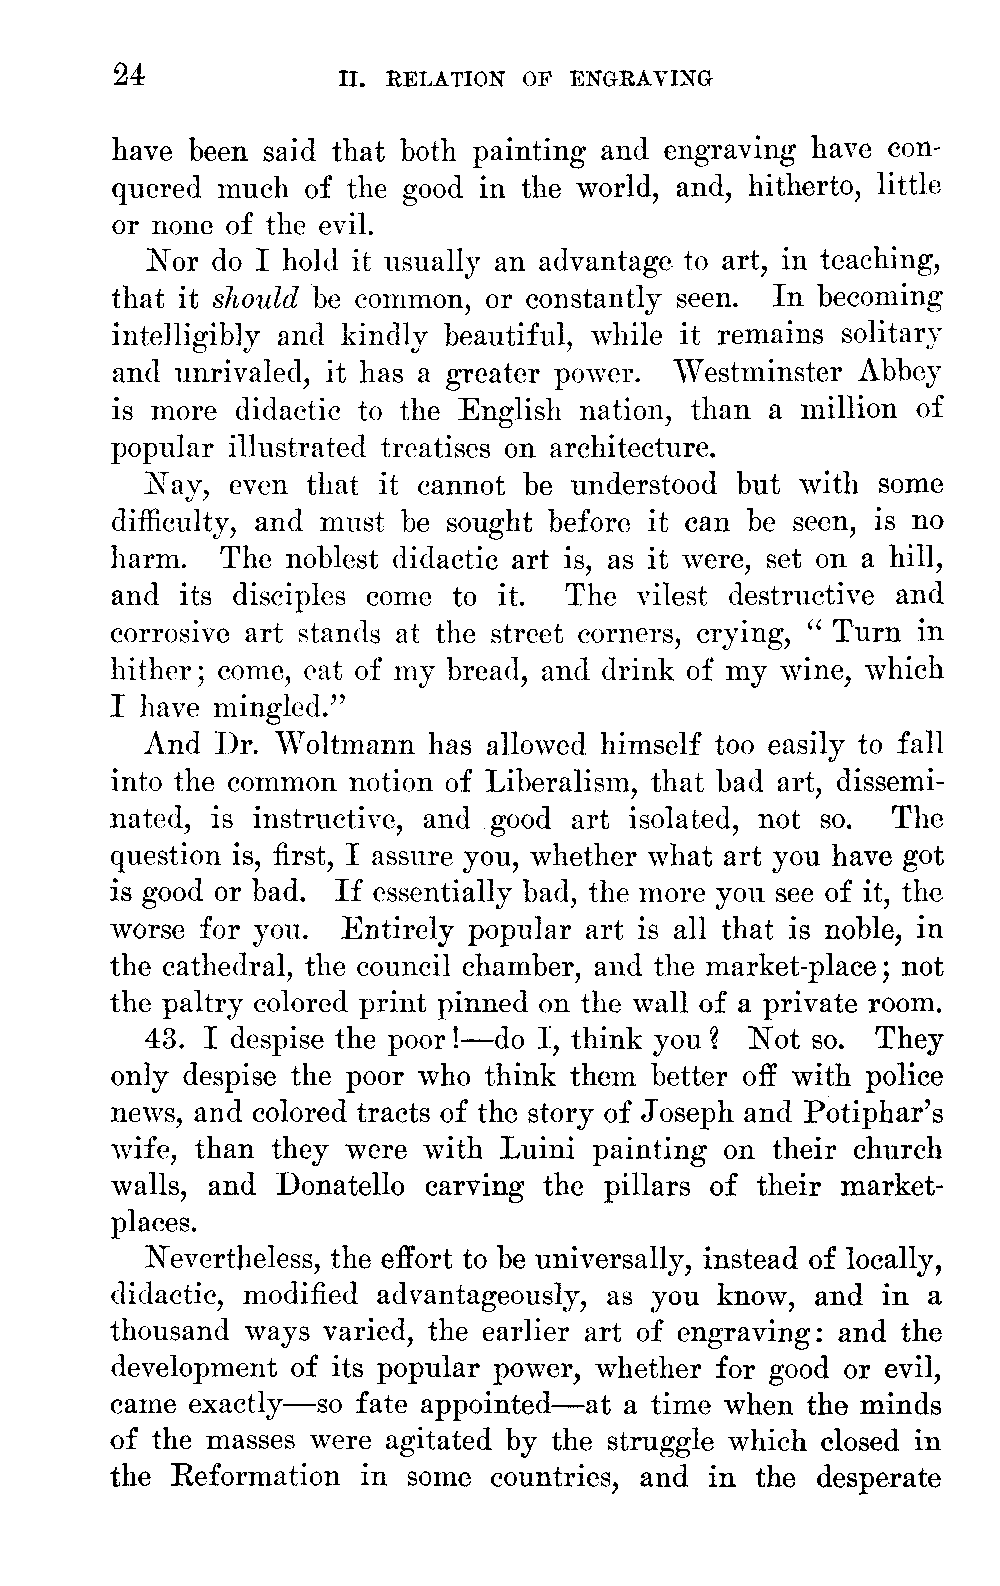 24 II. RELATION OF ENGRAVING
have been said that both painting and engraving have con-
quered much of the good in the world, and, hitherto, little
or none of the evil.
Nor do I hold it usually an advantage to art, in teaching,
that it should be common, or constantly seen. In becoming
intelligibly and kindly beautiful, while it remains solitary
and unrivaled, it has a greater power. Westminster Abbey
is more didactic to the English nation, than a million of
popular illustrated treatises on architecture.
Nay, even that it cannot be understood but with some
difficulty, and must be sought before it can be seen, is no
harm. The noblest didactic art is, as it were, set on a hill,
and its disciples come to it. The vilest destructive and
corrosive art stands at the street corners, crying, “ Turn in
hither; come, eat of my bread, and drink of my wine, which
I have mingled.”
And Dr. Woltmann has allowed himself too easily to fall
into the common notion of Liberalism, that bad art, dissemi-
nated, is instructive, and good art isolated, not so. The
question is, first, I assure you, whether what art you have got
is good or bad. If essentially bad, the more you see of it, the
worse for you. Entirely popular art is all that is noble, in
the cathedral, the council chamber, and the market-place; not
the paltry colored print pinned on the wall of a private room.
43. I despise the poor!—do I, think you? Not so. They
only despise the poor who think them better off with police
news, and colored tracts of the story of Joseph and Potiphar’s
wife, than they were with Luini painting on their church
walls, and Donatello carving the pillars of their market-
places.
Nevertheless, the effort to be universally, instead of locally,
didactic, modified advantageously, as you know, and in a
thousand ways varied, the earlier art of engraving: and the
development of its popular power, whether for good or evil,
came exactly—so fate appointed—at a time when the minds
of the masses were agitated by the struggle which closed in
the Reformation in some countries, and in the desperate